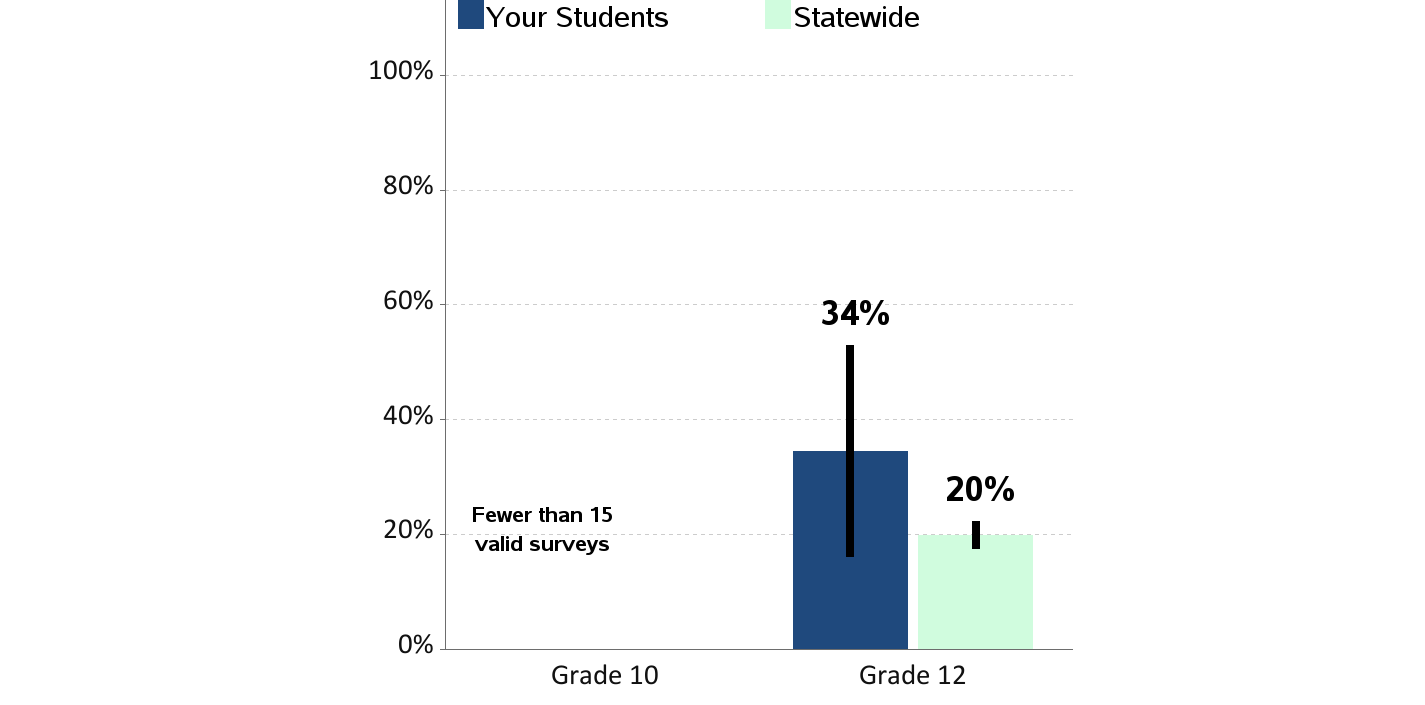 Your Students Statewide
100%
80%
60%
34%
40%
20%
Fewer than 15
valid surveys
20%
0%
Grade 10 Grade 12